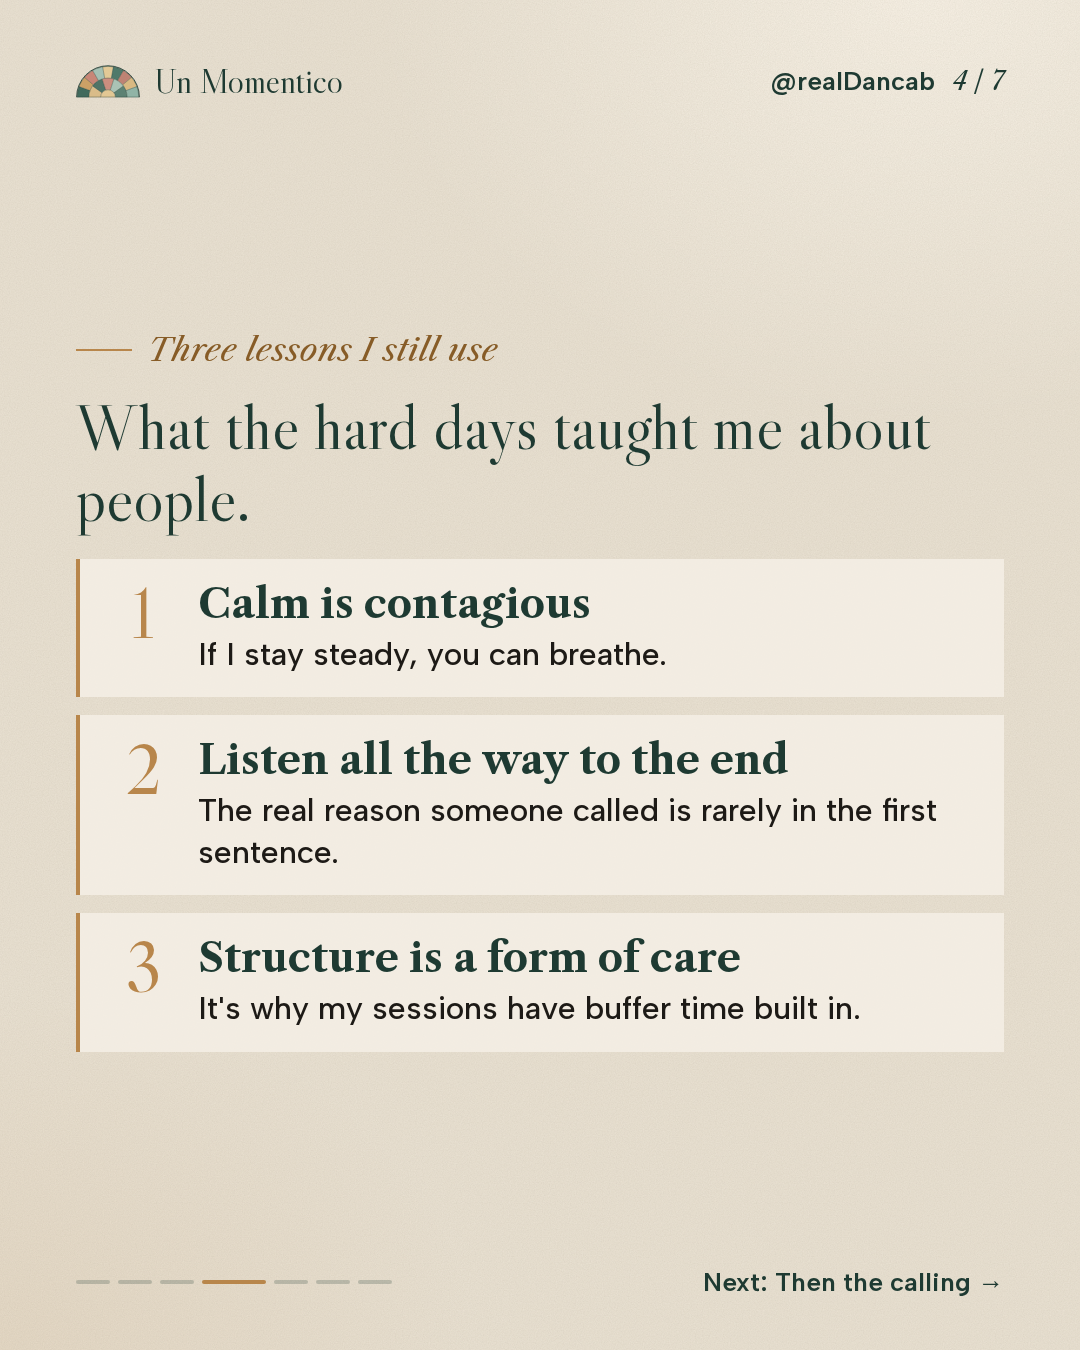 Un Momentico
@realDancab 4 / 7
Three lessons I still use
What the hard days taught me about
people.
1
Calm is contagious
If I stay steady, you can breathe.
2
Listen all the way to the end
The real reason someone called is rarely in the first
sentence.
3
Structure is a form of care
It's why my sessions have buffer time built in.
Next: Then the calling →